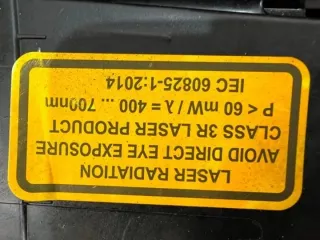 LASER RADIATION
AVOID DIRECT EYE EXPOSURE
CLASS 3R LASER PRODUCT
P < 60 mW / λ = 400 ... 700nm
IEC 60825-1:2014